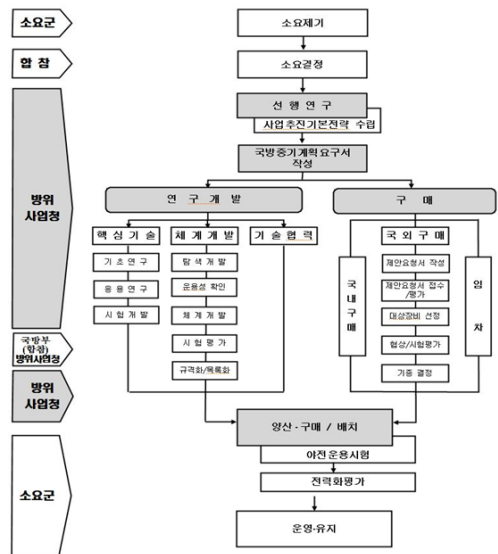 소요군
소요제기
합 참
소요결정
방위
사업청
선 행 연 구
사업추진기본전략 수립
국방중기계획요구서
작성
연 구 개 발
구 매
핵심기술
체계개발
기술협력
기 초 연 구
응 용 연 구
시 험 개 발
탐 색 개 발
운용성 확인
체 계 개 발
시 험 평 가
규격화/목록화
국내구매
국외구매
제안요청서 작성
제안요청서 접수
/평가
대상장비 선정
협상/시험평가
기종 결정
임 차
국방부
(합참)
방위사업청
방위
사업청
양산·구매 / 배치
야전운용시험
소요군
전력화평가
운영·유지